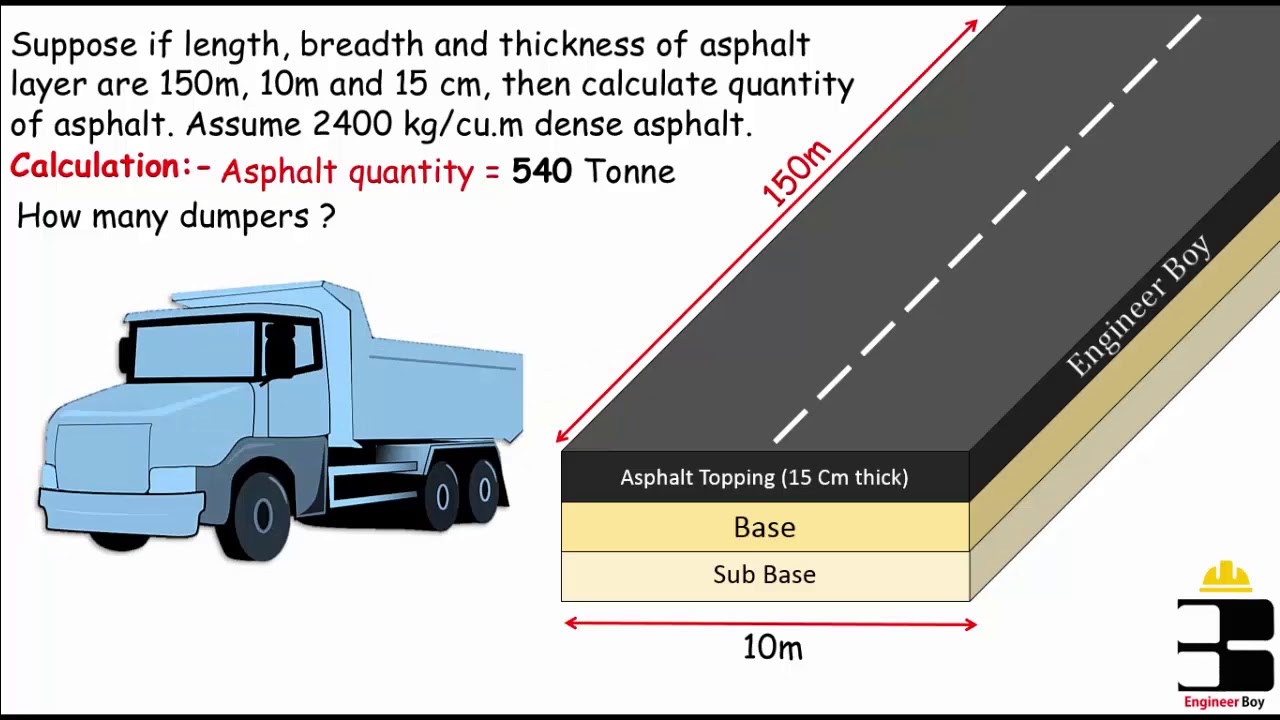 Suppose if length, breadth and thickness of asphalt
layer are 150m, 10m and 15 cm, then calculate quantity
of asphalt. Assume 2400 kg/cu.m dense asphalt.
Calculation:- Asphalt quantity = 540 Tonne
How many dumpers ?
150m
Engineer Boy
Asphalt Topping (15 Cm thick)
Base
Sub Base
10m
Engineer Boy